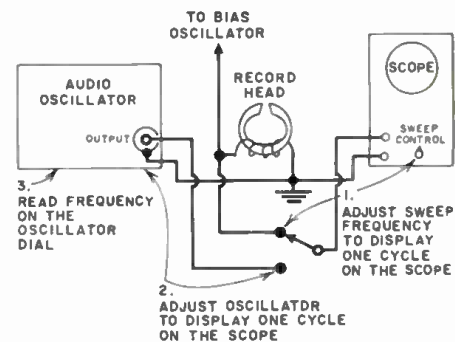 TO BIAS
OSCILLATOR
AUDIO
OSCILLATOR
OUTPUT
RECORD
HEAD
SCOPE
SWEEP
CONTROL
1.
ADJUST SWEEP
FREQUENCY
TO DISPLAY
ONE CYCLE
ON THE SCOPE
3.
READ FREQUENCY
ON THE
OSCILLATOR
DIAL
2.
ADJUST OSCILLATOR
TO DISPLAY ONE CYCLE
ON THE SCOPE